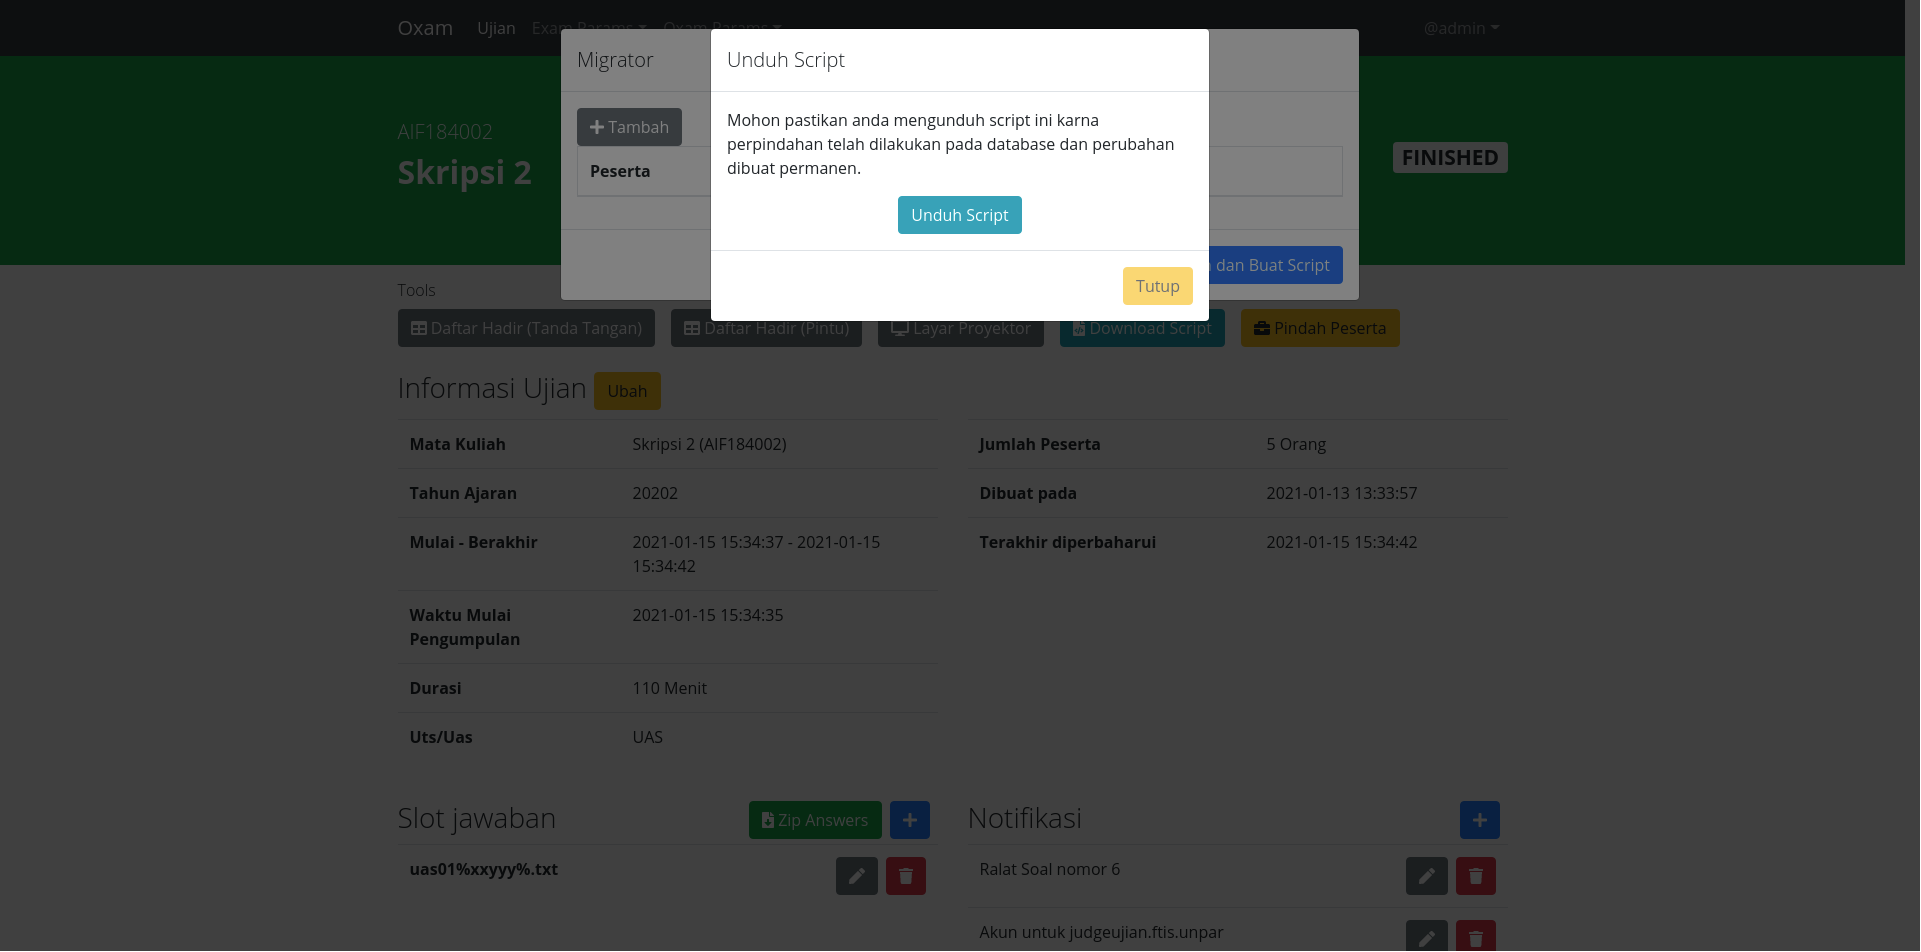 Oxam Ujian Exam Params Oxam Params @admin
Migrator
Unduh Script
Tambah
Peserta
Mohon pastikan anda mengunduh script ini karna
perpindahan telah dilakukan pada database dan perubahan
dibuat permanen.
Unduh Script
Tutup
dan Buat Script
AIF184002
Skripsi 2
FINISHED
Tools
Daftar Hadir (Tanda Tangan) Daftar Hadir (Pintu) Layar Proyektor Download Script Pindah Peserta
Informasi Ujian Ubah
Mata Kuliah Skripsi 2 (AIF184002)
Tahun Ajaran 20202
Mulai - Berakhir 2021-01-15 15:34:37 - 2021-01-15
15:34:42
Waktu Mulai 2021-01-15 15:34:35
Pengumpulan
Durasi 110 Menit
Uts/Uas UAS
Jumlah Peserta 5 Orang
Dibuat pada 2021-01-13 13:33:57
Terakhir diperbaharui 2021-01-15 15:34:42
Slot jawaban Zip Answers
uas01%xxyyy%.txt
Notifikasi
Ralat Soal nomor 6
Akun untuk judgeujian.ftis.unpar